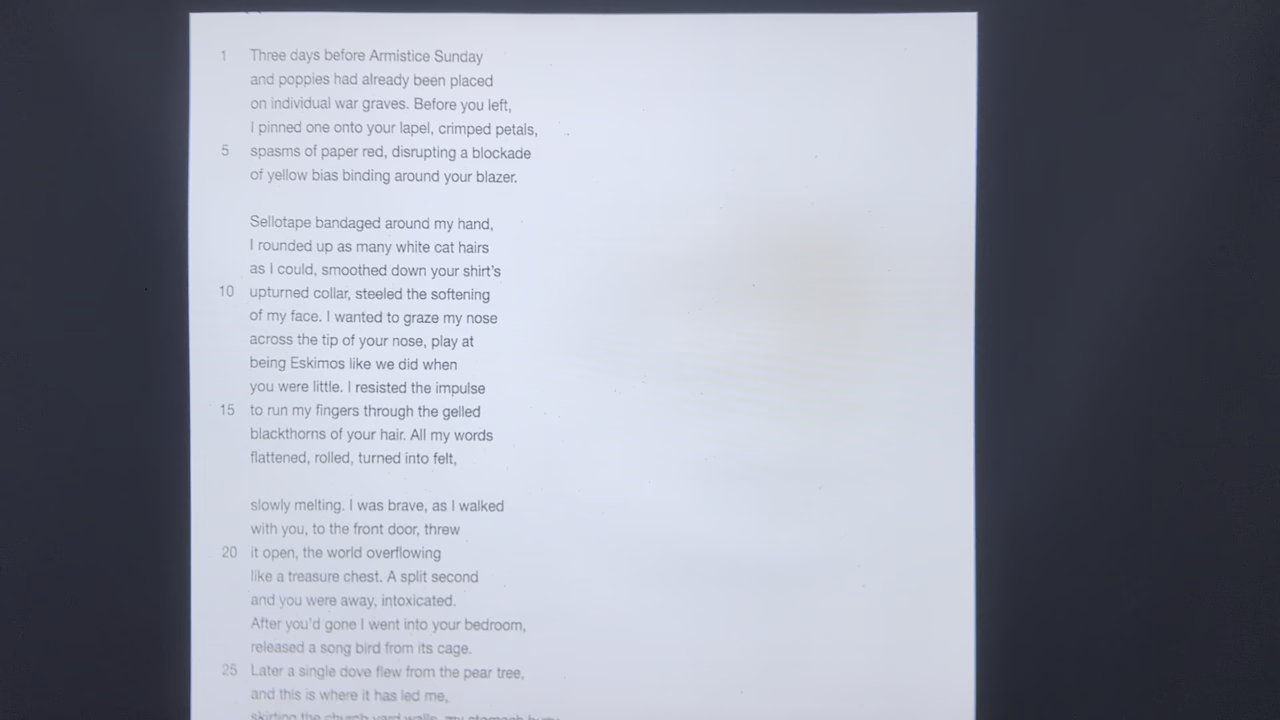 1 Three days before Armistice Sunday
and poppies had already been placed
on individual war graves. Before you left,
I pinned one onto your lapel, crimped petals,
5 spasms of paper red, disrupting a blockade
of yellow bias binding around your blazer.
Sellotape bandaged around my hand,
I rounded up as many white cat hairs
as I could, smoothed down your shirt's
10 upturned collar, steeled the softening
of my face. I wanted to graze my nose
across the tip of your nose, play at
being Eskimos like we did when
you were little. I resisted the impulse
15 to run my fingers through the gelled
blackthorns of your hair. All my words
flattened, rolled, turned into felt,
slowly melting. I was brave, as I walked
with you, to the front door, threw
20 it open, the world overflowing
like a treasure chest. A split second
and you were away, intoxicated.
After you'd gone I went into your bedroom,
released a song bird from its cage.
25 Later a single dove flew from the pear tree,
and this is where it has led me,
skirting the church yard walls, my stomach busy